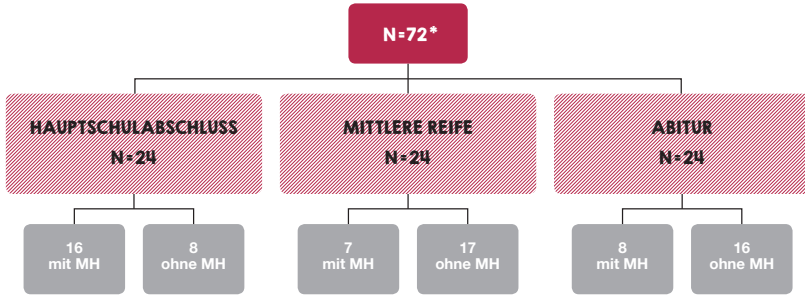 N=72*
HAUPTSCHULABSCHLUSS
N=24
MITTLERE REIFE
N=24
ABITUR
N=24
16
mit MH
8
ohne MH
7
mit MH
17
ohne MH
8
mit MH
16
ohne MH